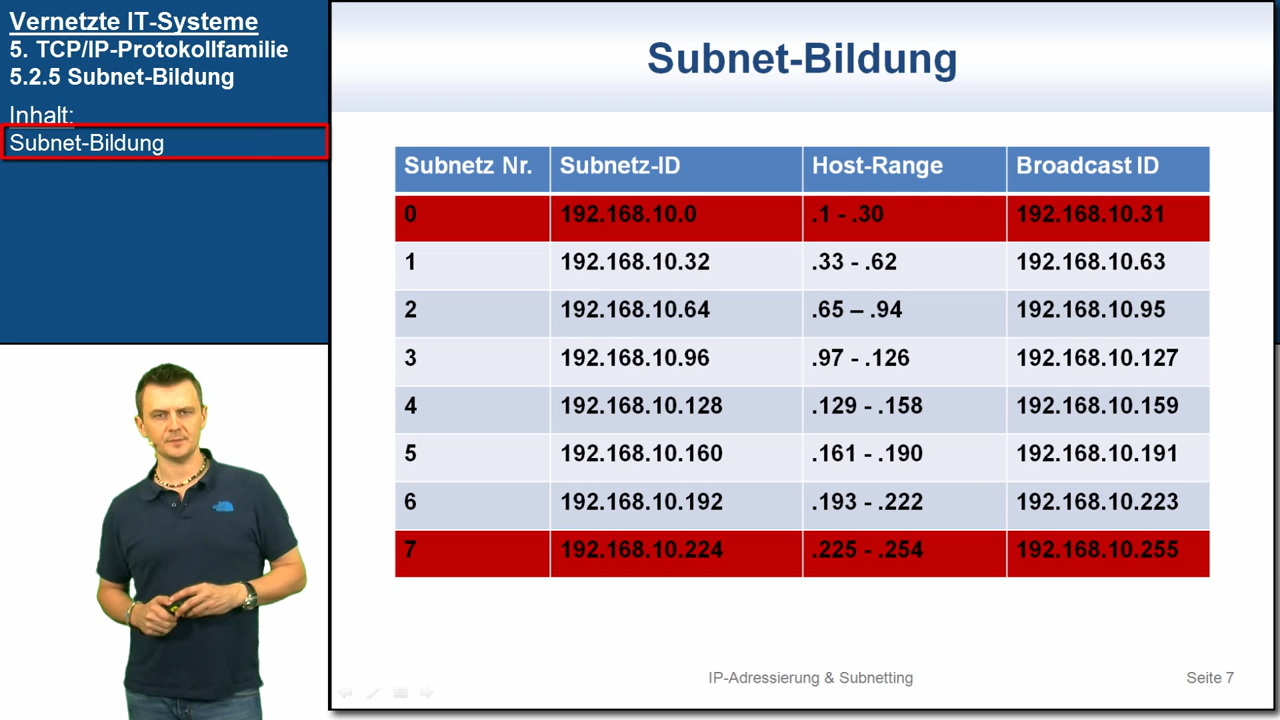 Vernetzte IT-Systeme
5. TCP/IP-Protokollfamilie
5.2.5 Subnet-Bildung
Inhalt:
Subnet-Bildung
Subnet-Bildung
Subnetz Nr. Subnetz-ID Host-Range Broadcast ID
0 192.168.10.0 .1 - .30 192.168.10.31
1 192.168.10.32 .33 - .62 192.168.10.63
2 192.168.10.64 .65 – .94 192.168.10.95
3 192.168.10.96 .97 - .126 192.168.10.127
4 192.168.10.128 .129 - .158 192.168.10.159
5 192.168.10.160 .161 - .190 192.168.10.191
6 192.168.10.192 .193 - .222 192.168.10.223
7 192.168.10.224 .225 - .254 192.168.10.255
IP-Adressierung & Subnetting Seite 7